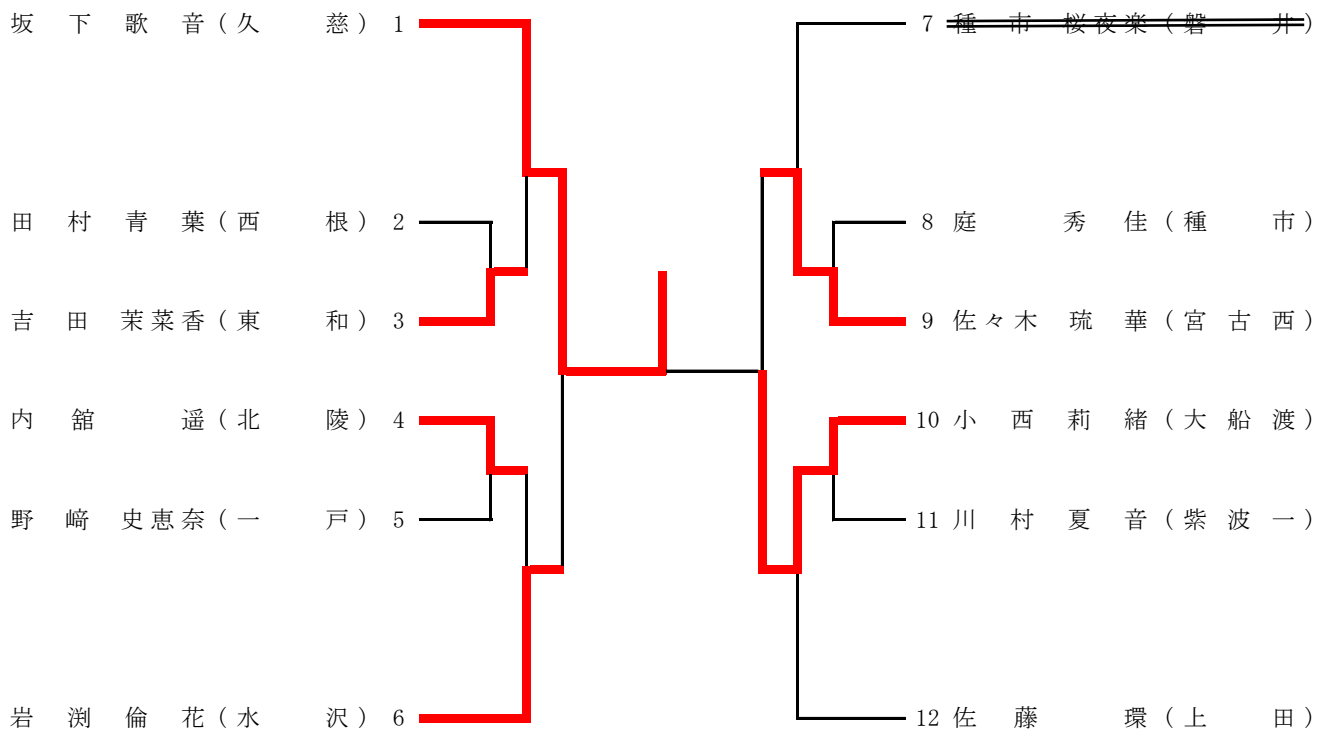 坂下歌音(久慈) 1
田村青葉(西根) 2
吉田茉菜香(東和) 3
内舘遥(北陵) 4
野﨑史恵奈(一戸) 5
岩渕倫花(水沢) 6
7 種市桜夜楽(磐井)
8 庭秀佳(種市)
9 佐々木琉華(宮古西)
10 小西莉緒(大船渡)
11 川村夏音(紫波一)
12 佐藤環(上田)